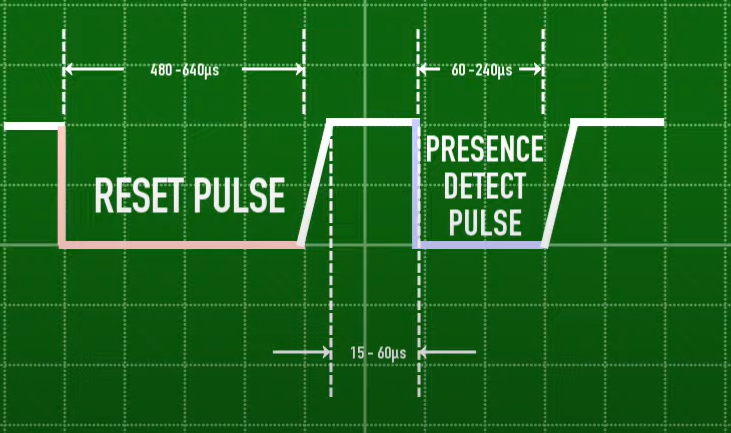 480 -640µs
60 -240µs
RESET PULSE
PRESENCE
DETECT
PULSE
15 - 60µs